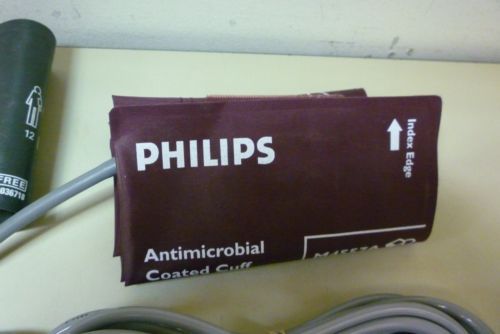 PHILIPS
Index Edge
Antimicrobial
Coated Cuff
12
FREE